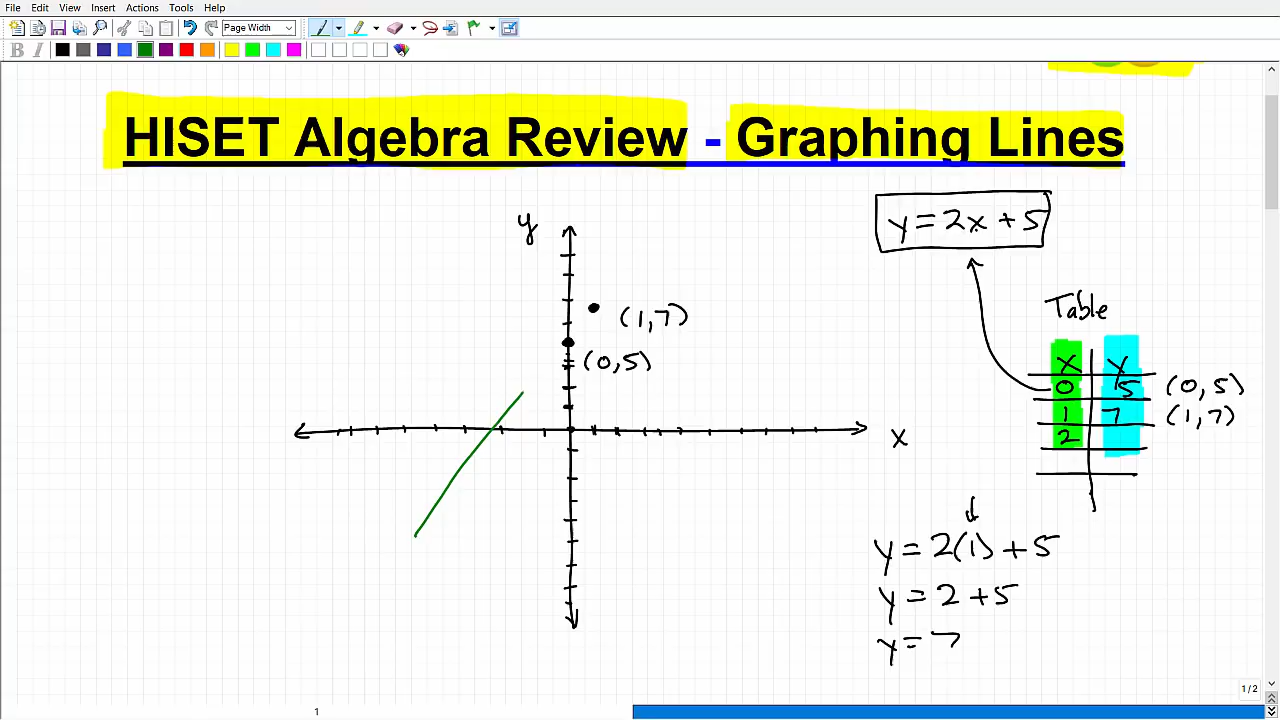 File Edit View Insert Actions Tools Help
Page Width
B I
HISET Algebra Review - Graphing Lines
y = 2x + 5
y
Table
(1,7)
(0,5)
x y
0 5 (0,5)
1 7 (1,7)
2
x
y = 2(1) + 5
y = 2 + 5
y = 7
1/2
1